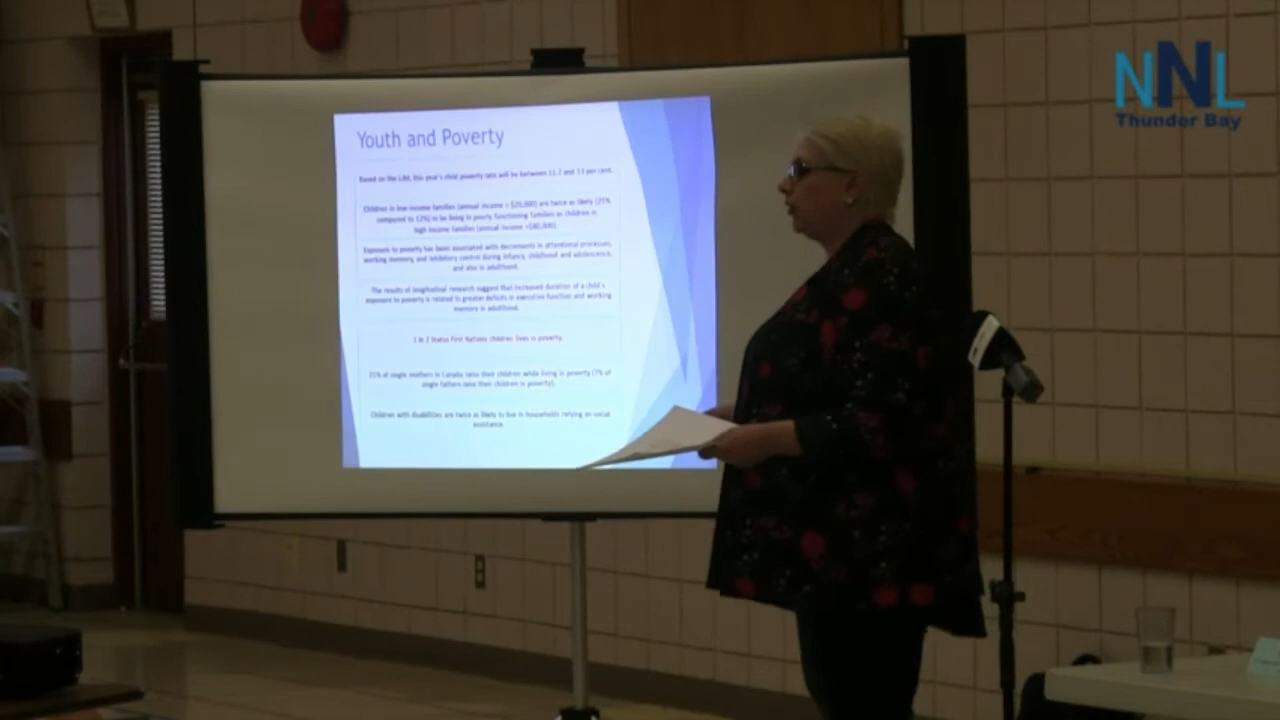 NNL
Thunder Bay
Youth and Poverty
Based on the LIM, this year's child poverty rate will be between 11.7 and 13 per cent.
Children in low-income families (annual income < $20,000) are twice as likely (25%
compared to 12%) to be living in poorly functioning families as children in
high income families (annual income >$80,000)
Exposure to poverty has been associated with decrements in attentional processes,
working memory, and inhibitory control during infancy, childhood and adolescence,
and also in adulthood.
The results of longitudinal research suggest that increased duration of a child's
exposure to poverty is related to greater deficits in executive function and working
memory in adulthood.
1 in 2 Status First Nations children lives in poverty.
21% of single mothers in Canada raise their children while living in poverty (7% of
single fathers raise their children in poverty).
Children with disabilities are twice as likely to live in households relying on social
assistance.